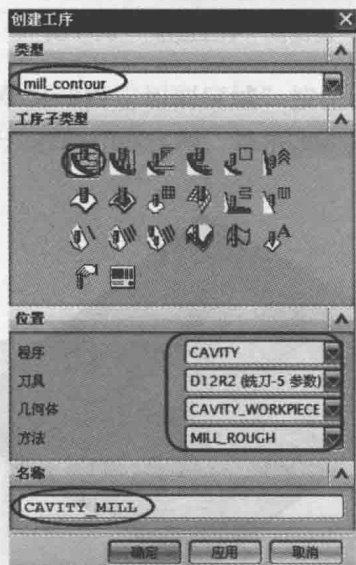 创建工序
类型
mill_contour
工序子类型
位置
程序 CAVITY
刀具 D12R2 (铣刀-5 参数)
几何体 CAVITY_WORKPIECE
方法 MILL_ROUGH
名称
CAVITY_MILL
确定 应用 取消